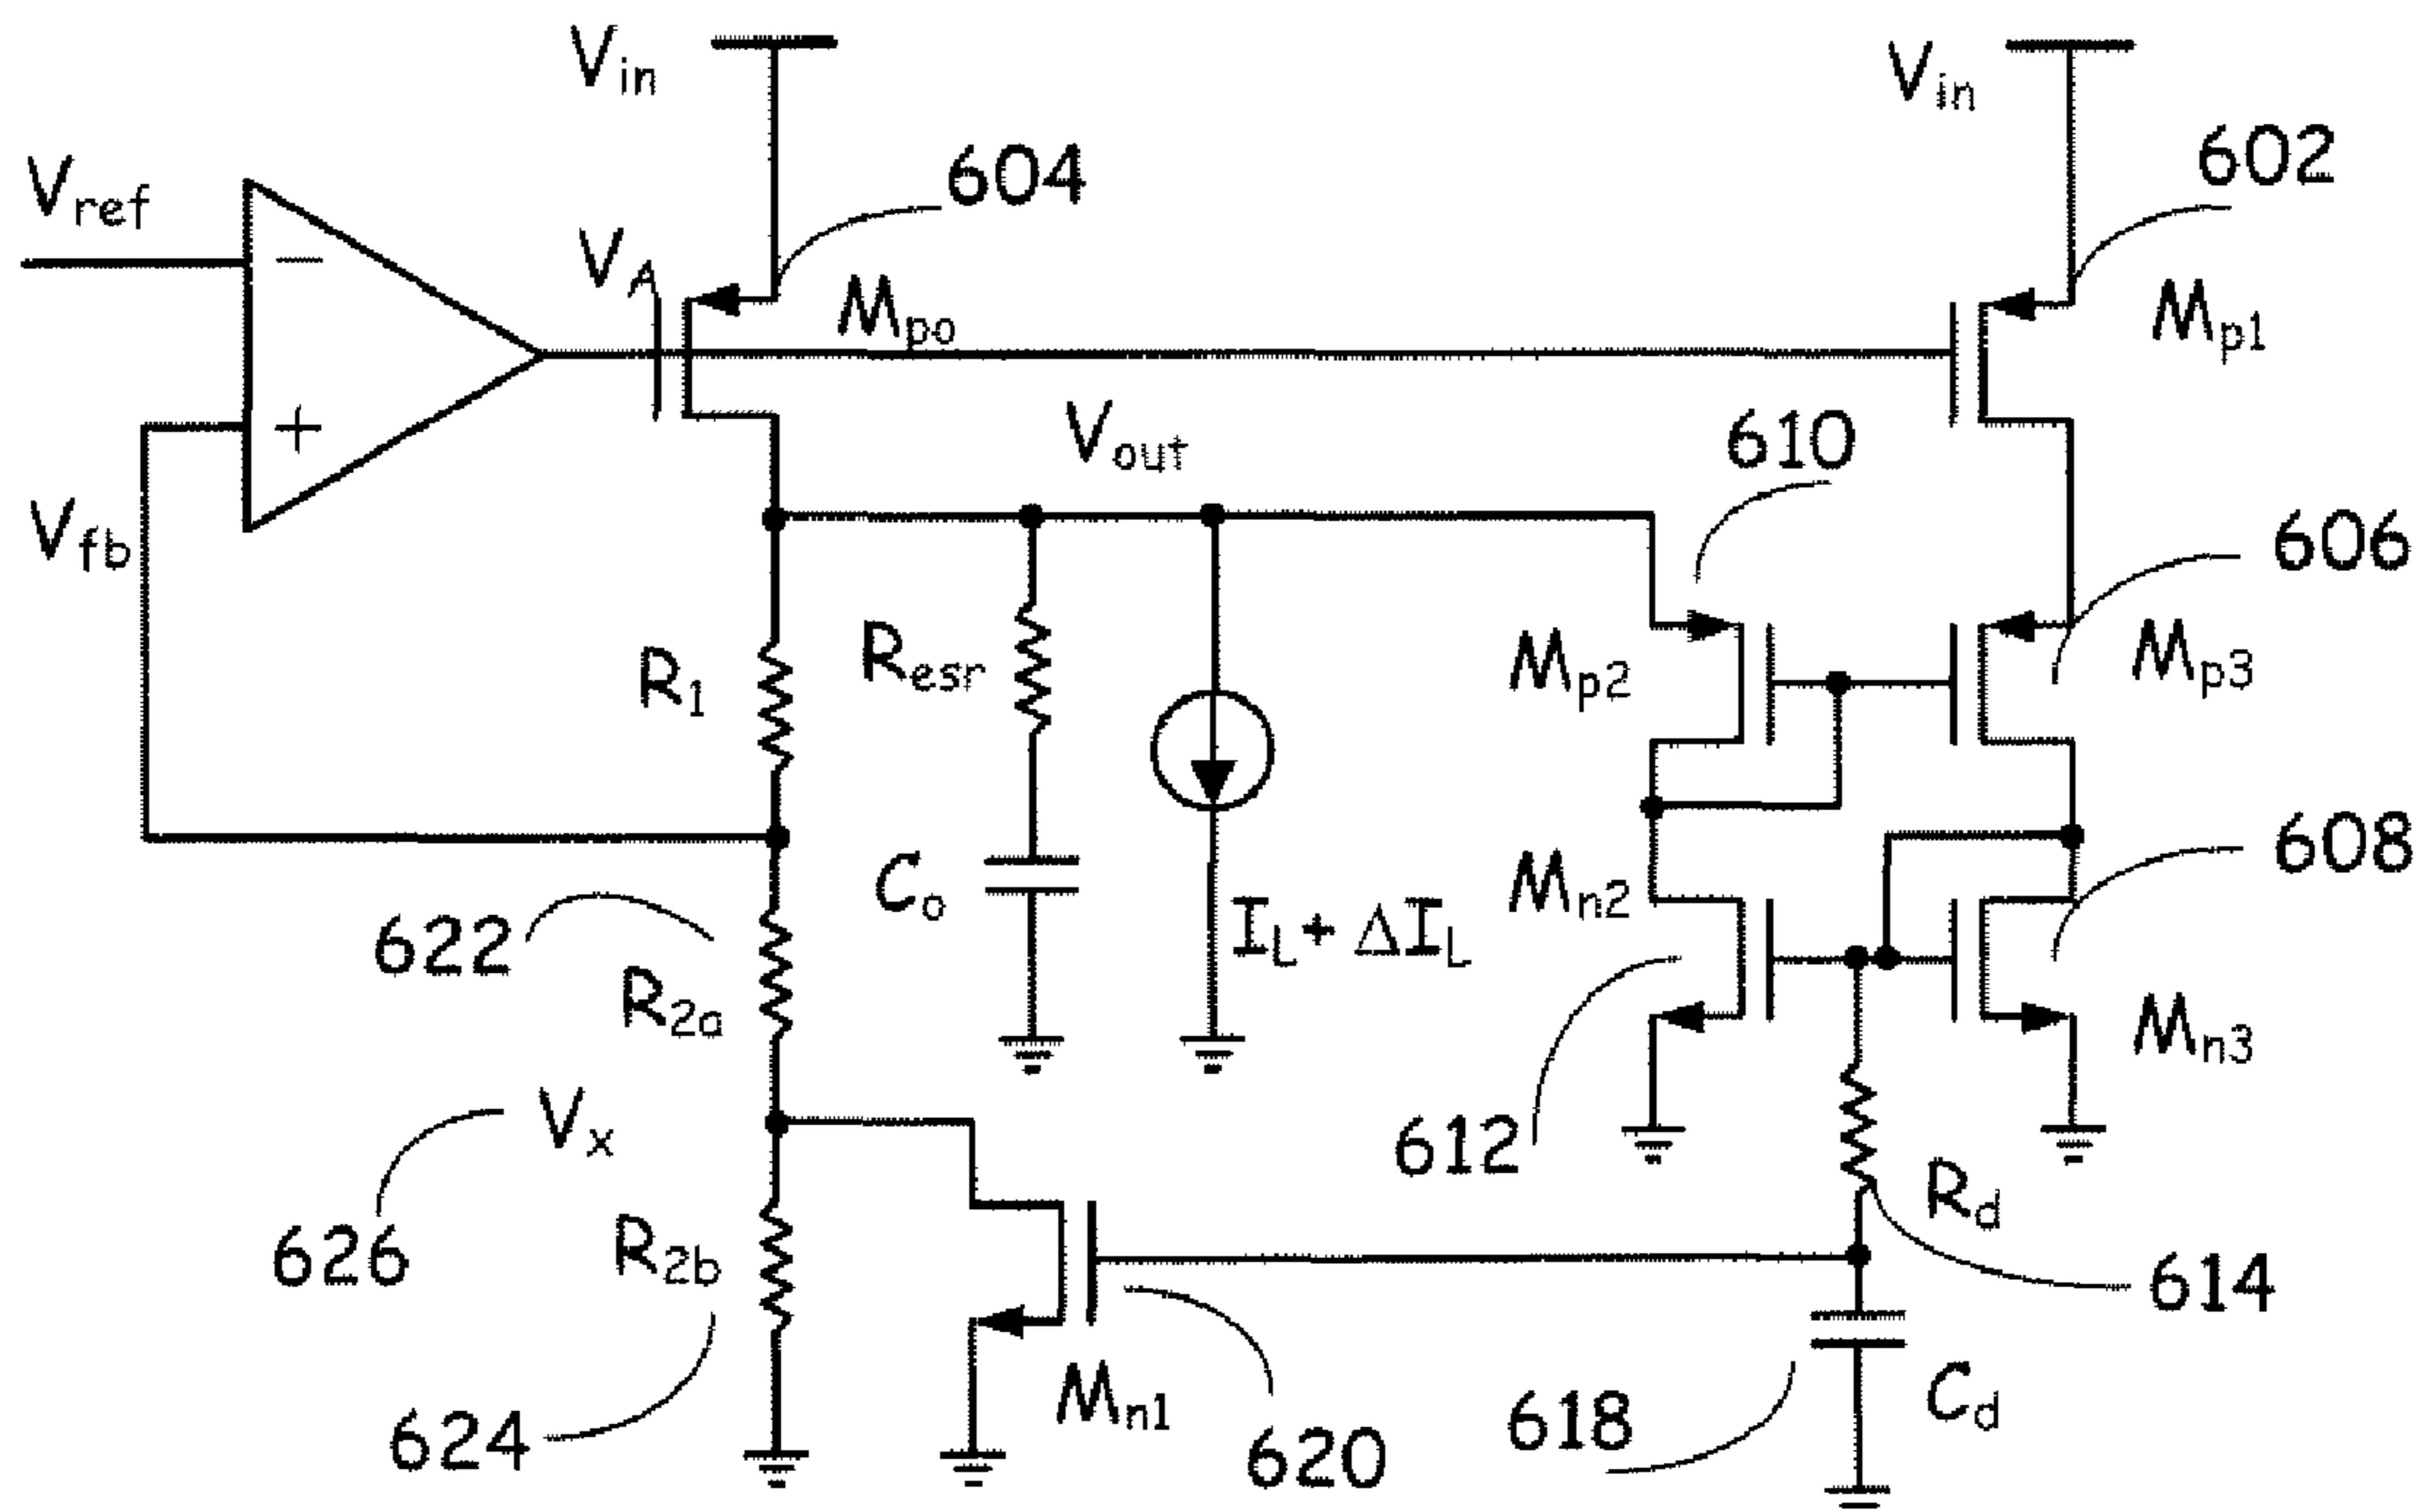 Vin
Vin
602
604
Vref
−
VA
Mpo
Mp1
Vout
610
+
Vfb
606
R1
Resr
Mp2
Mp3
608
Co
Mn2
622
IL + ΔIL
R2a
Mn3
612
Vx
Rd
626
R2b
614
Mn1
618
Cd
624
620